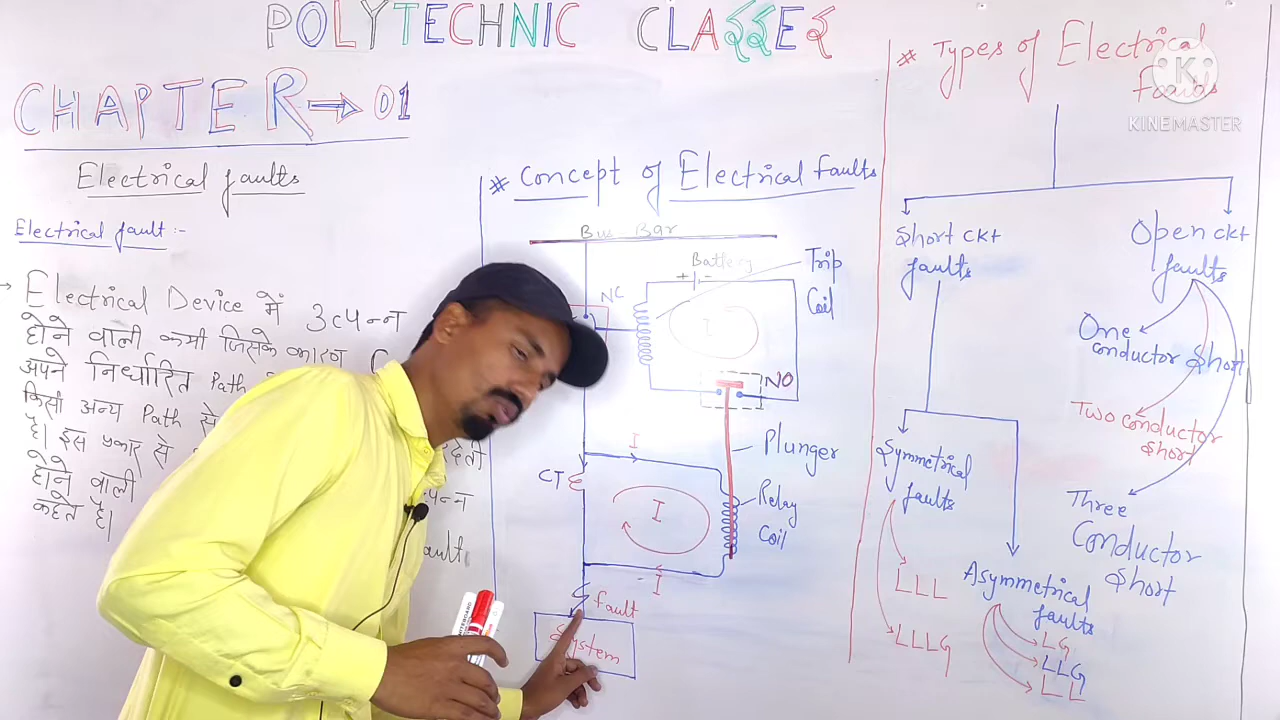 POLYTECHNIC CLASSES
CHAPTER → 01
Electrical faults
Electrical fault :-
→ Electrical Device में उत्पन्न
होने वाली कमी जिसके कारण
अपने निर्धारित Path
किसी अन्य Path से
है। इस प्रकार से
होने वाली
कहेते है।
* Concept of Electrical faults
Bus Bar
Battery
+ -
Trip
Coil
NC
I
NO
I
Plunger
CT
I
Relay
Coil
I
fault
System
* Types of Electrical
Faults
Short ckt
faults
Open ckt
faults
One
conductor Short
Two conductor
Short
Three
Conductor
Short
Symmetrical
faults
LLL
LLLG
Asymmetrical
faults
LG
LLG
LL
K
KINEMASTER